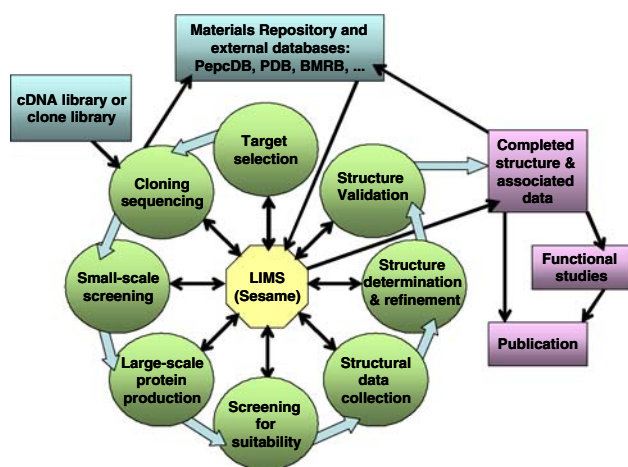 Materials Repository and
external databases:
PepcDB, PDB, BMRB, ...
cDNA library or
clone library
Target
selection
Cloning
sequencing
Structure
Validation
Completed
structure &
associated
data
Small-scale
screening
LIMS
(Sesame)
Structure
determination
& refinement
Functional
studies
Large-scale
protein
production
Structural
data
collection
Publication
Screening
for
suitability